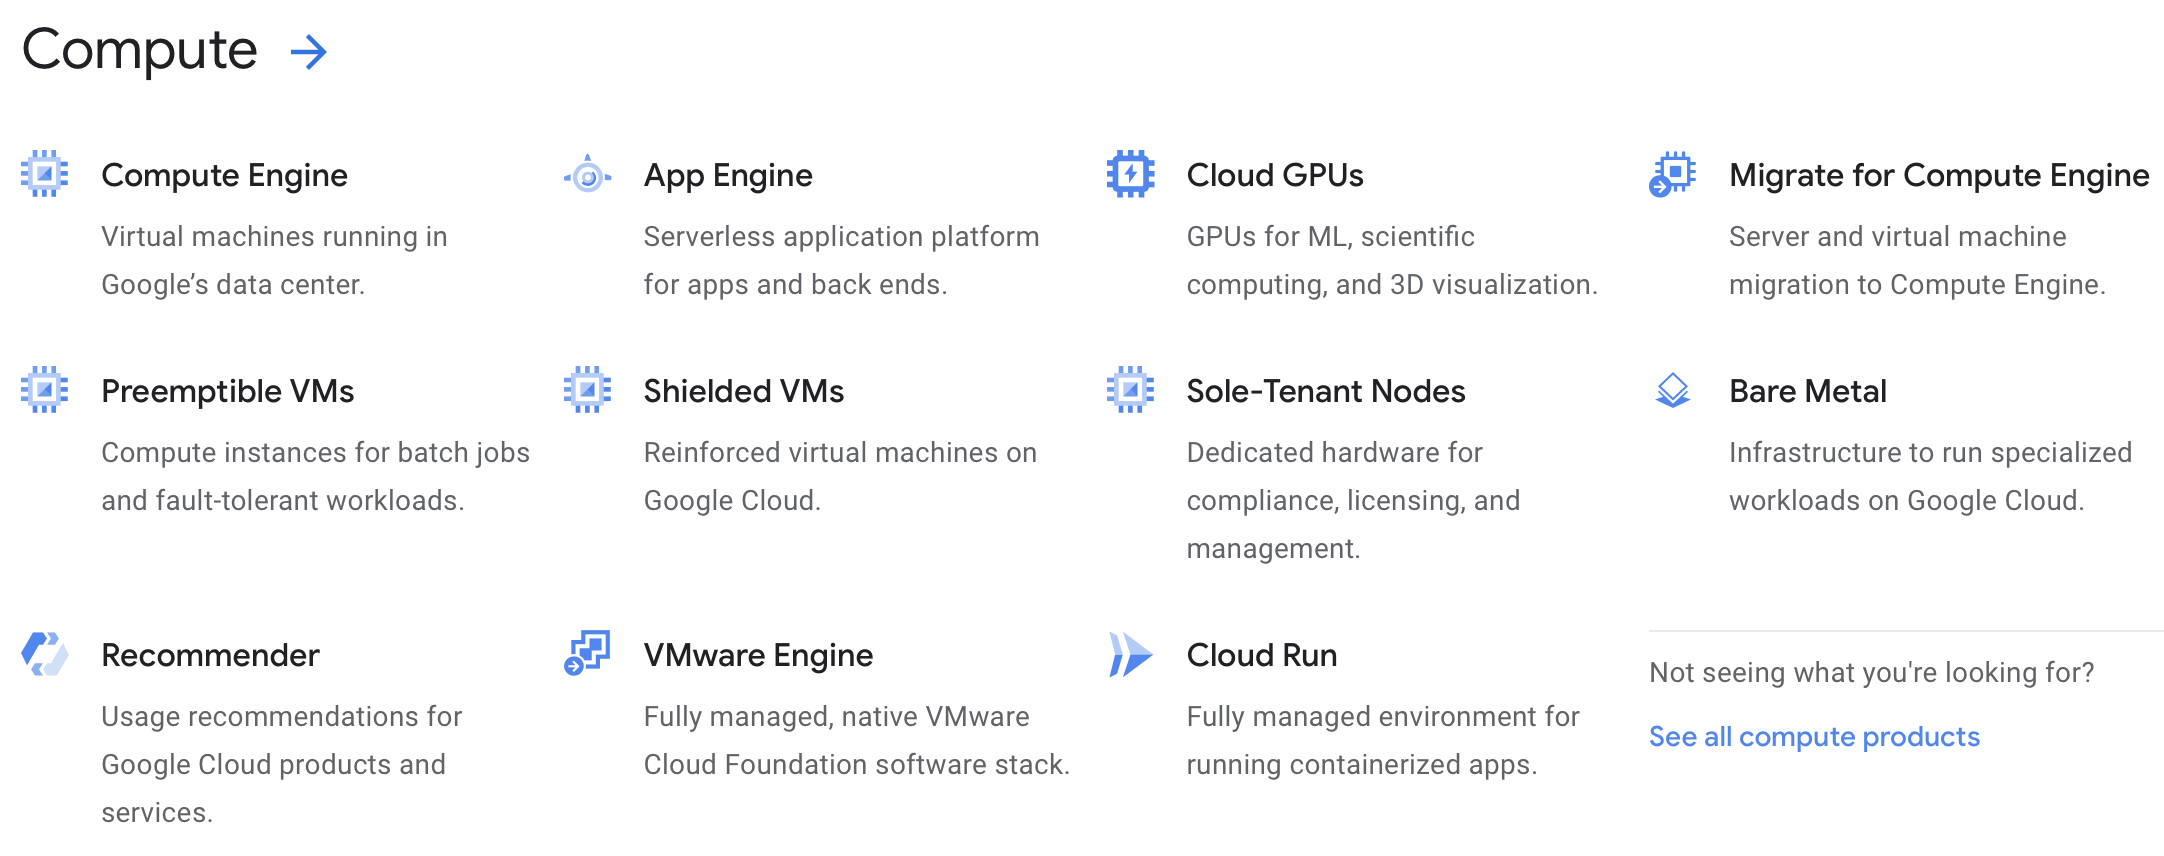 Compute
Compute Engine
Virtual machines running in
Google’s data center.
App Engine
Serverless application platform
for apps and back ends.
Cloud GPUs
GPUs for ML, scientific
computing, and 3D visualization.
Migrate for Compute Engine
Server and virtual machine
migration to Compute Engine.
Preemptible VMs
Compute instances for batch jobs
and fault-tolerant workloads.
Shielded VMs
Reinforced virtual machines on
Google Cloud.
Sole-Tenant Nodes
Dedicated hardware for
compliance, licensing, and
management.
Bare Metal
Infrastructure to run specialized
workloads on Google Cloud.
Recommender
Usage recommendations for
Google Cloud products and
services.
VMware Engine
Fully managed, native VMware
Cloud Foundation software stack.
Cloud Run
Fully managed environment for
running containerized apps.
Not seeing what you're looking for?
See all compute products